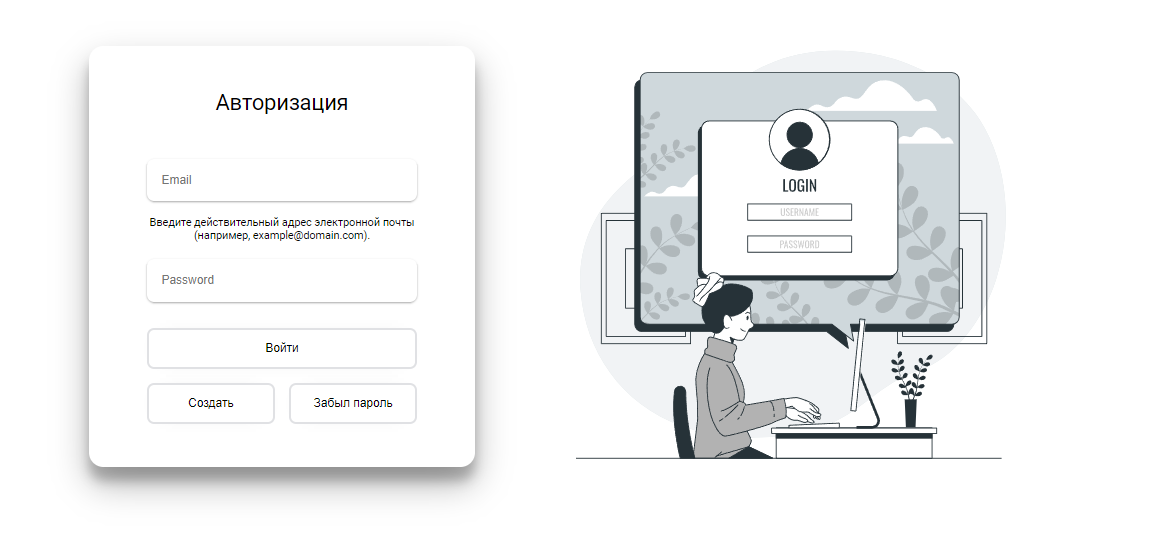 Авторизация
Email
Введите действительный адрес электронной почты
(например, example@domain.com).
Password
Войти
Создать
Забыл пароль
LOGIN
USERNAME
PASSWORD